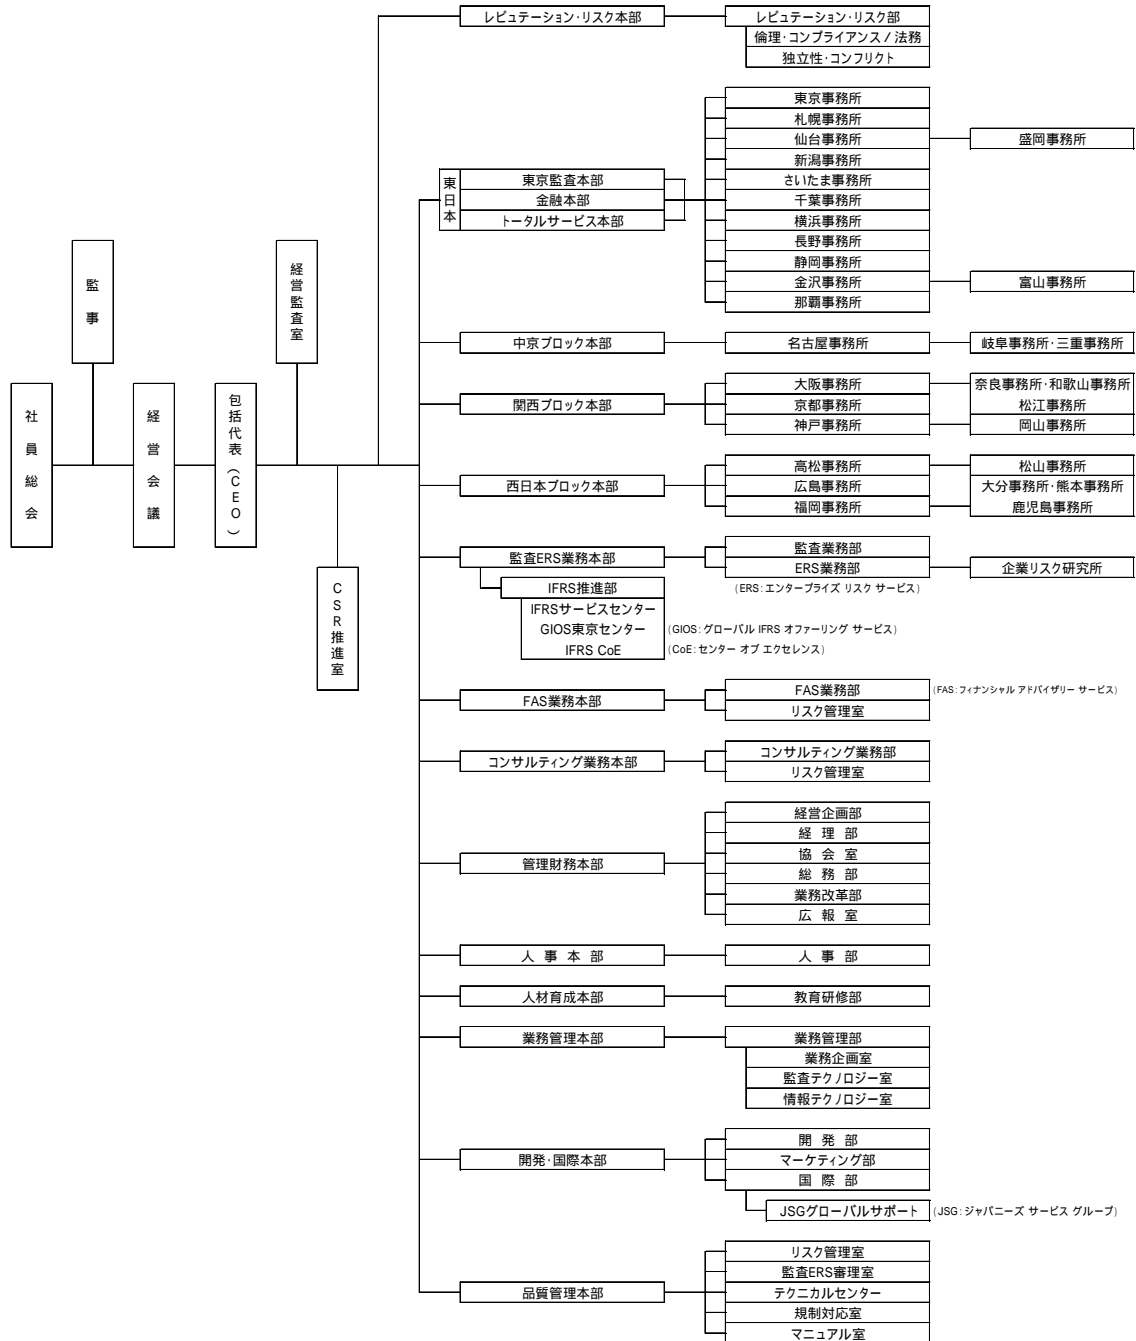 レピュテーション・リスク本部
レピュテーション・リスク部
倫理・コンプライアンス / 法務
独立性・コンフリクト
東日本
東京監査本部
金融本部
トータルサービス本部
東京事務所
札幌事務所
仙台事務所
盛岡事務所
新潟事務所
さいたま事務所
千葉事務所
横浜事務所
長野事務所
静岡事務所
金沢事務所
富山事務所
那覇事務所
監事
経営監査室
社員総会
経営会議
包括代表(CEO)
CSR推進室
中京ブロック本部
名古屋事務所
岐阜事務所・三重事務所
関西ブロック本部
大阪事務所
奈良事務所・和歌山事務所
京都事務所
松江事務所
神戸事務所
岡山事務所
西日本ブロック本部
高松事務所
松山事務所
広島事務所
大分事務所・熊本事務所
福岡事務所
鹿児島事務所
監査ERS業務本部
監査業務部
ERS業務部
企業リスク研究所
(ERS:エンタープライズ リスク サービス)
IFRS推進部
IFRSサービスセンター
GIOS東京センター
(GIOS:グローバル IFRS オファーリング サービス)
IFRS CoE
(CoE:センター オブ エクセレンス)
FAS業務本部
FAS業務部
(FAS:フィナンシャル アドバイザリー サービス)
リスク管理室
コンサルティング業務本部
コンサルティング業務部
リスク管理室
管理財務本部
経営企画部
経 理 部
協 会 室
総 務 部
業務改革部
広 報 室
人 事 本 部
人 事 部
人材育成本部
教育研修部
業務管理本部
業務管理部
業務企画室
監査テクノロジー室
情報テクノロジー室
開発・国際本部
開 発 部
マーケティング部
国 際 部
JSGグローバルサポート
(JSG:ジャパニーズ サービス グループ)
品質管理本部
リスク管理室
監査ERS審理室
テクニカルセンター
規制対応室
マニュアル室